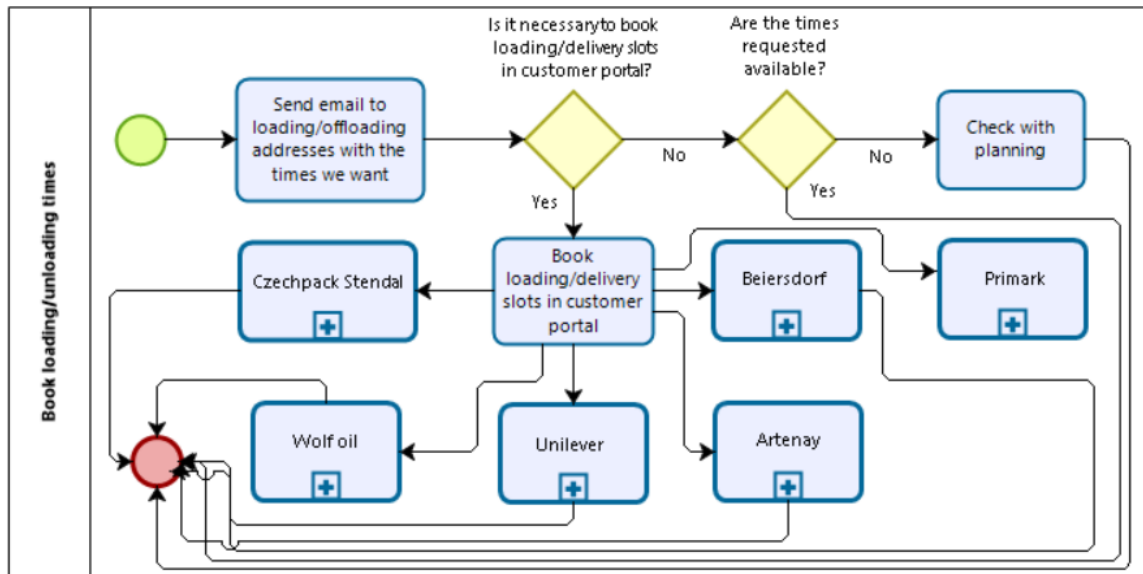 Book loading/unloading times
Is it necessaryto book
loading/delivery slots
in customer portal?
Are the times
requested
available?
Send email to
loading/offloading
addresses with the
times we want
No
No
Check with
planning
Yes
Yes
Czechpack Stendal
Book
loading/delivery
slots in customer
portal
Beiersdorf
Primark
Wolf oil
Unilever
Artenay